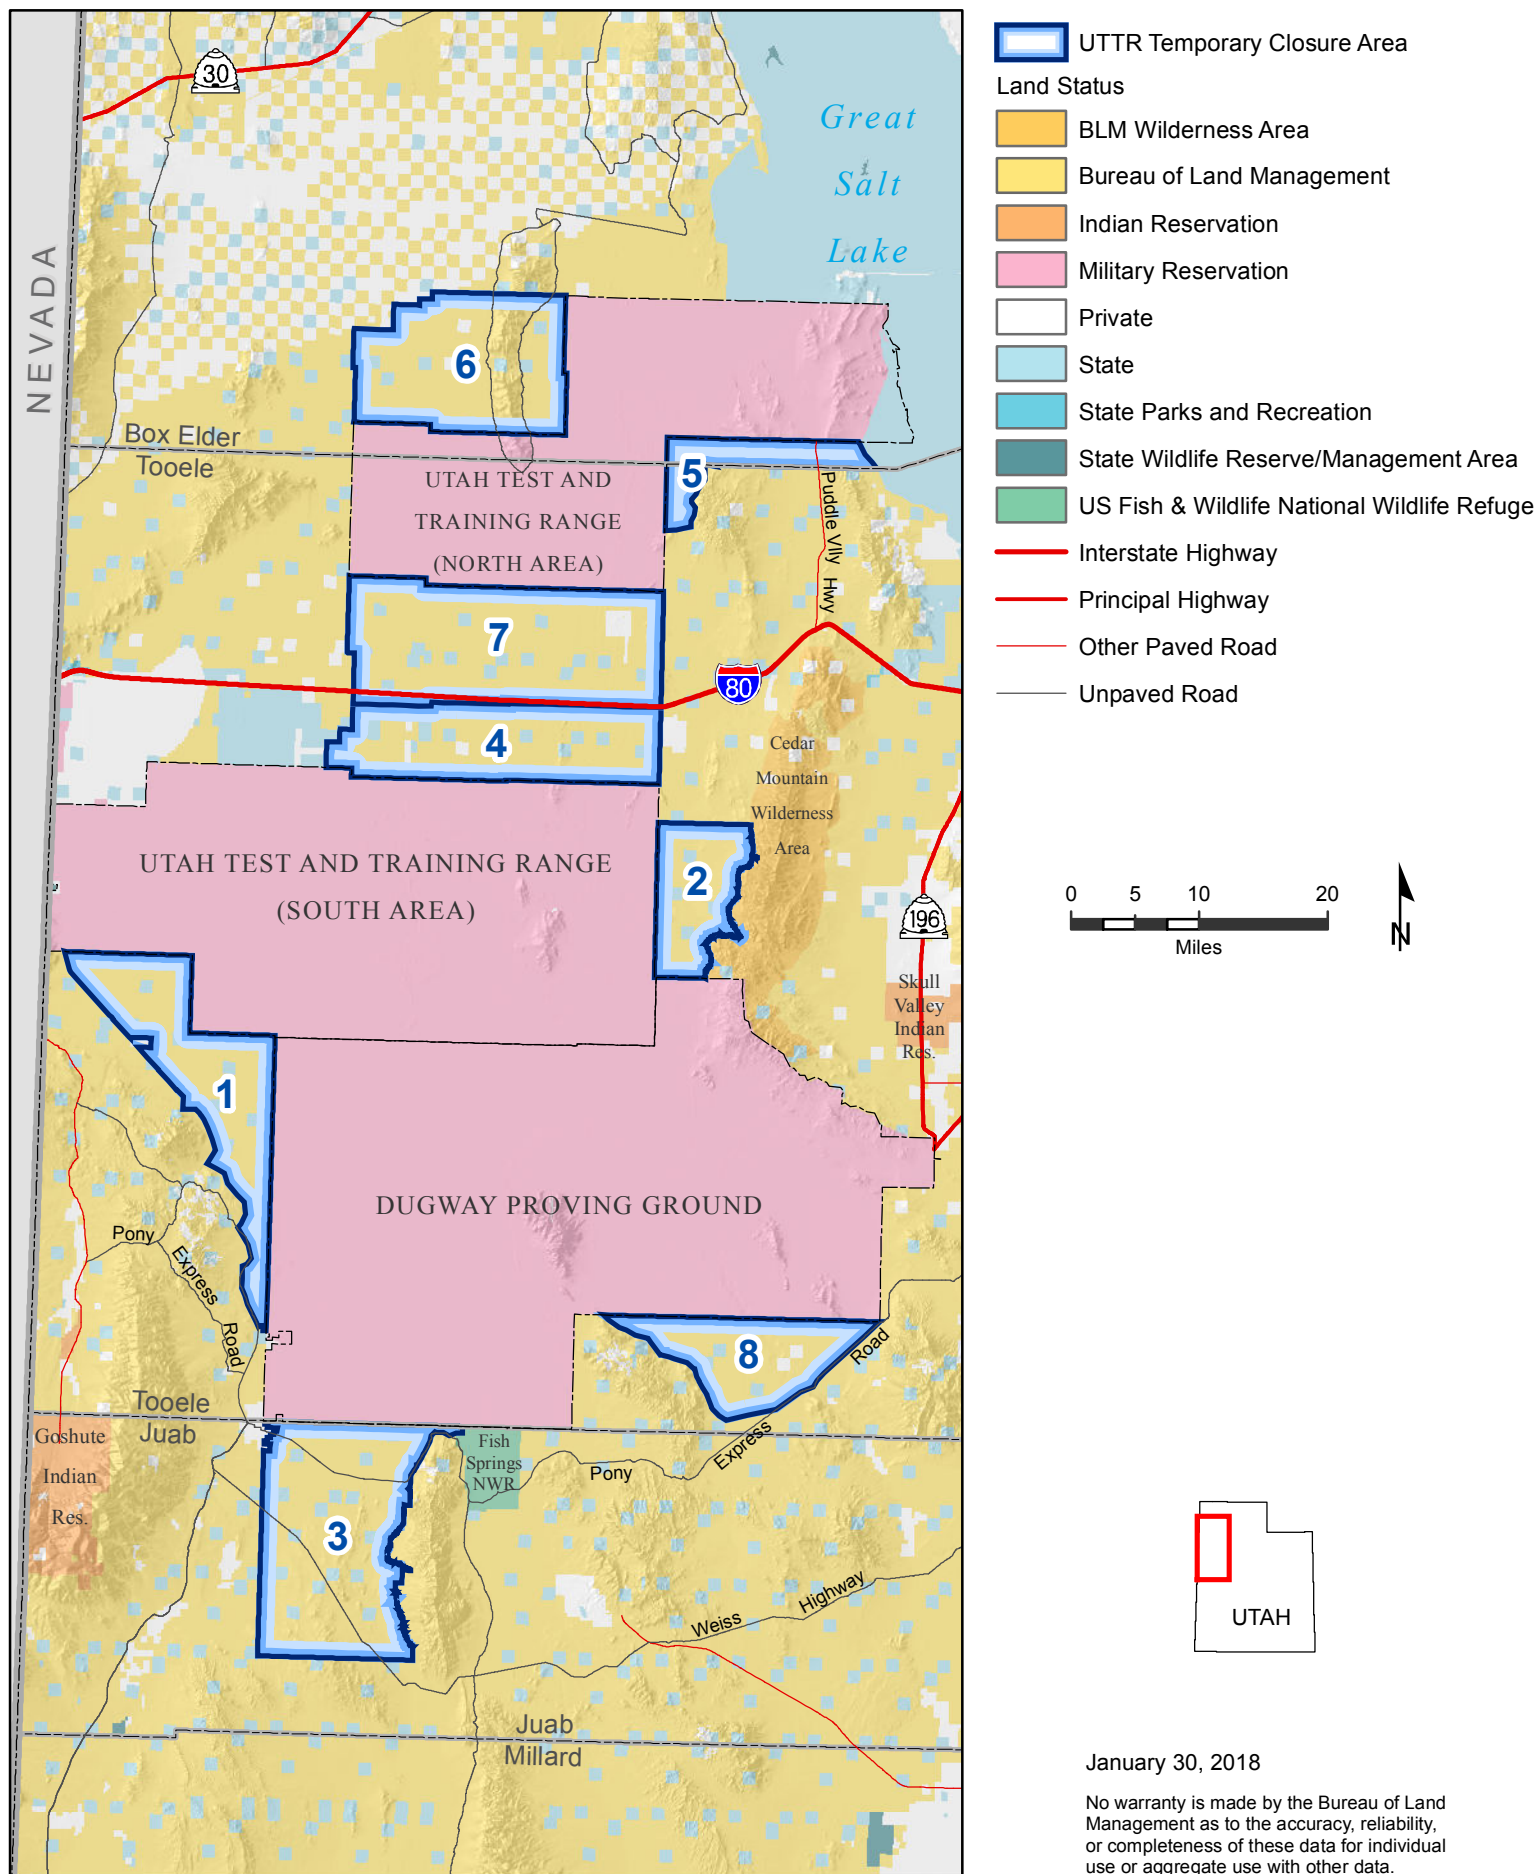 30
Great
Salt
Lake
NEVADA
6
Box Elder
Tooele
5
UTAH TEST AND
TRAINING RANGE
(NORTH AREA)
Puddle Vlly Hwy
7
80
4
Cedar
Mountain
Wilderness
Area
UTAH TEST AND TRAINING RANGE
(SOUTH AREA)
2
196
Skull
Valley
Indian
Res.
1
DUGWAY PROVING GROUND
Pony
Express
Road
8
Road
Tooele
Juab
Goshute
Indian
Res.
Fish
Springs
NWR
Pony
Express
3
Weiss
Highway
Juab
Millard
UTTR Temporary Closure Area
Land Status
BLM Wilderness Area
Bureau of Land Management
Indian Reservation
Military Reservation
Private
State
State Parks and Recreation
State Wildlife Reserve/Management Area
US Fish & Wildlife National Wildlife Refuge
Interstate Highway
Principal Highway
Other Paved Road
Unpaved Road
0 5 10 20
Miles
N
UTAH
January 30, 2018
No warranty is made by the Bureau of Land
Management as to the accuracy, reliability,
or completeness of these data for individual
use or aggregate use with other data.